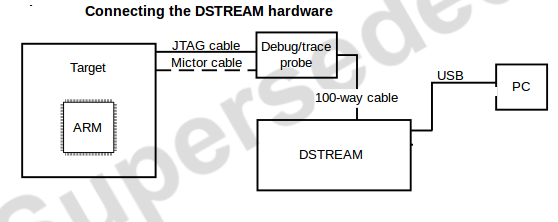 Connecting the DSTREAM hardware
JTAG cable
Mictor cable
Debug/trace
probe
Target
ARM
100-way cable
USB
PC
DSTREAM
Supersede